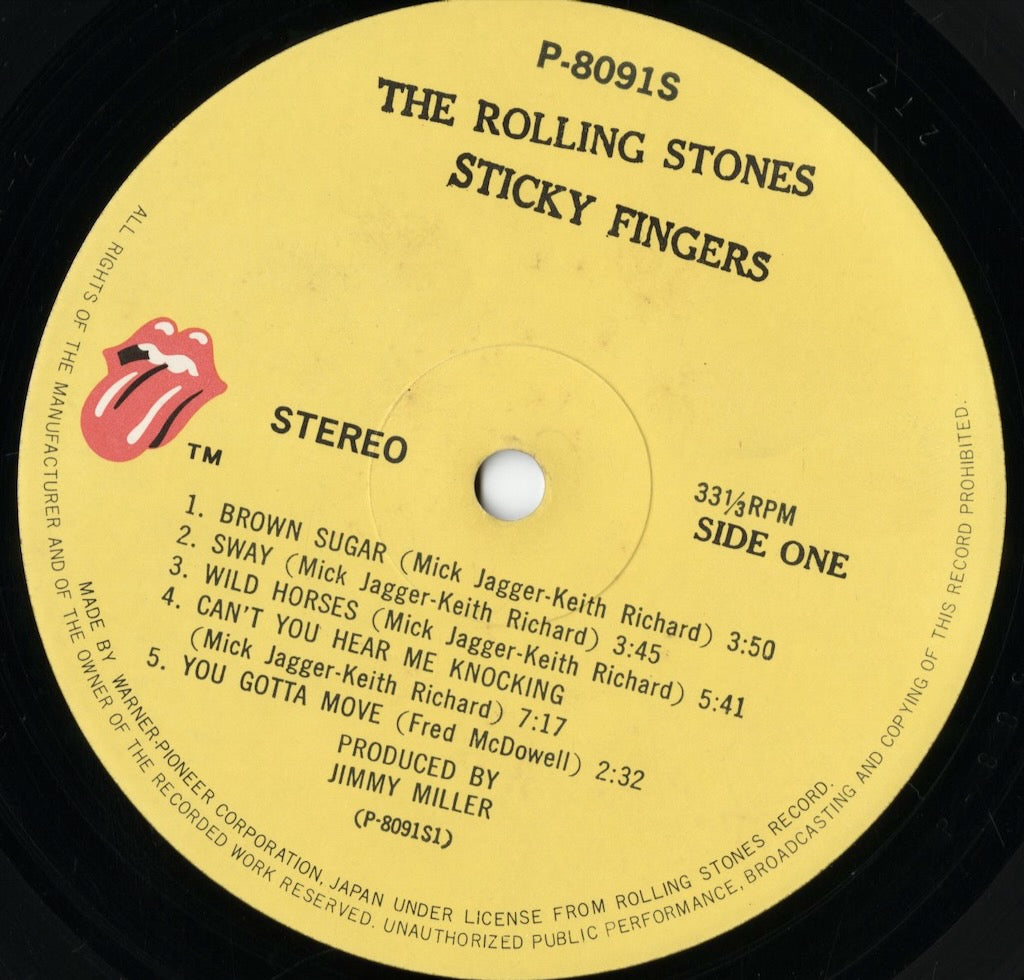 P-8091S
THE ROLLING STONES
STICKY FINGERS
STEREO
TM
33⅓RPM
SIDE ONE
1. BROWN SUGAR (Mick Jagger-Keith Richard) 3:50
2. SWAY (Mick Jagger-Keith Richard) 3:45
3. WILD HORSES (Mick Jagger-Keith Richard) 5:41
4. CAN'T YOU HEAR ME KNOCKING
(Mick Jagger-Keith Richard) 7:17
5. YOU GOTTA MOVE (Fred McDowell) 2:32
PRODUCED BY
JIMMY MILLER
(P-8091S1)
MADE BY WARNER-PIONEER CORPORATION, JAPAN UNDER LICENSE FROM ROLLING STONES RECORD.
ALL RIGHTS OF THE MANUFACTURER AND OF THE OWNER OF THE RECORDED WORK RESERVED. UNAUTHORIZED PUBLIC PERFORMANCE, BROADCASTING AND COPYING OF THIS RECORD PROHIBITED.